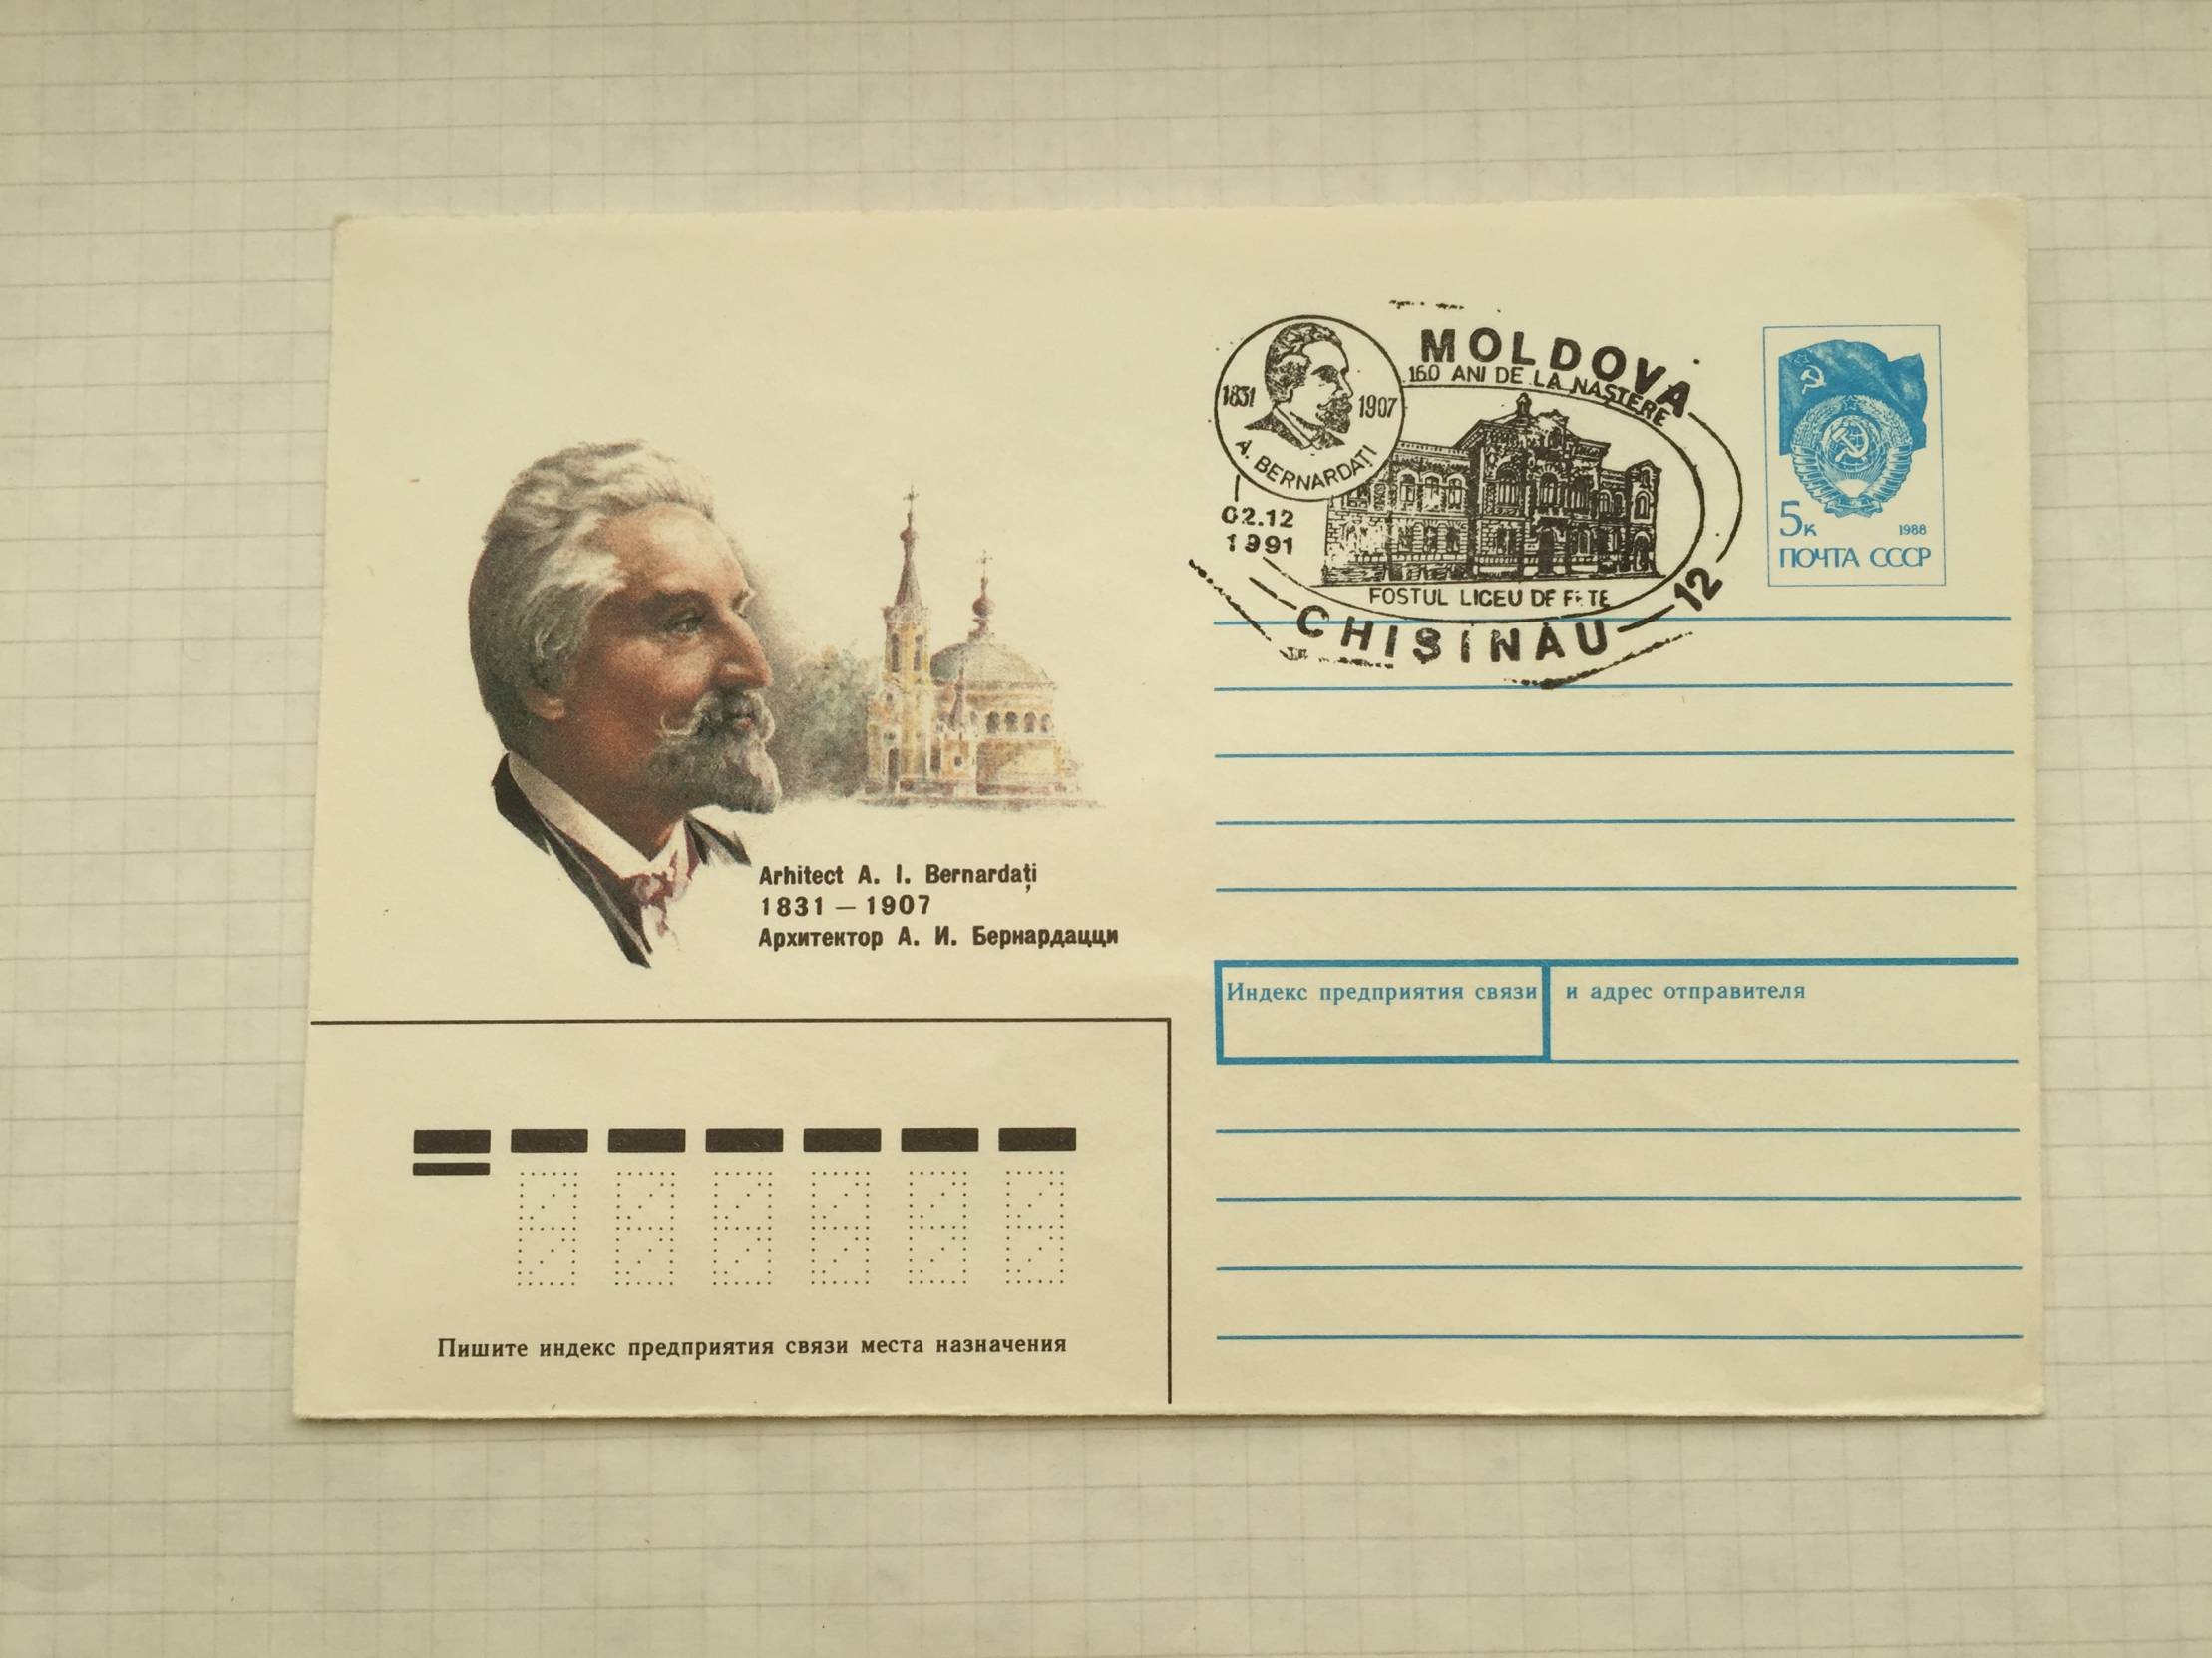 MOLDOVA
160 ANI DE LA NAȘTERE
1831 1907
A. BERNARDAȚI
02.12
1991
FOSTUL LICEU DE FETE
CHIȘINĂU 12
5к 1988
ПОЧТА СССР
Arhitect A. I. Bernardați
1831 — 1907
Архитектор А. И. Бернардацци
Индекс предприятия связи и адрес отправителя
Пишите индекс предприятия связи места назначения